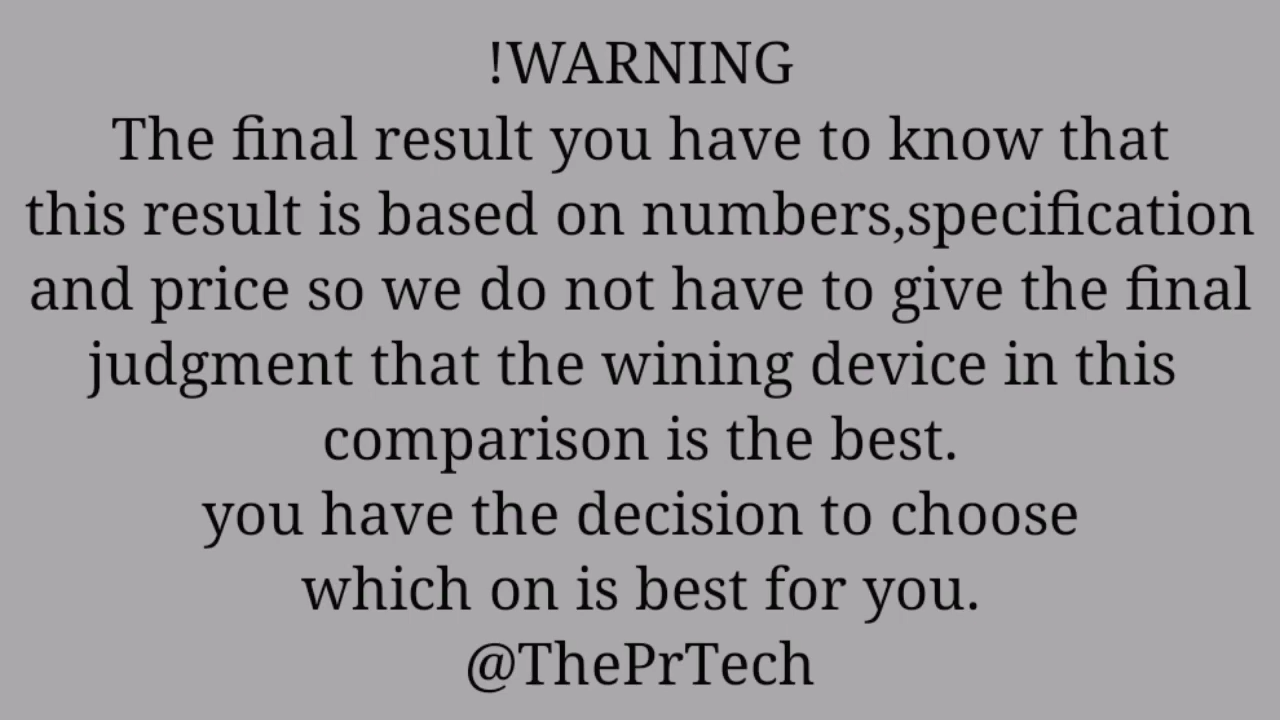 !WARNING
The final result you have to know that
this result is based on numbers,specification
and price so we do not have to give the final
judgment that the wining device in this
comparison is the best.
you have the decision to choose
which on is best for you.
@ThePrTech